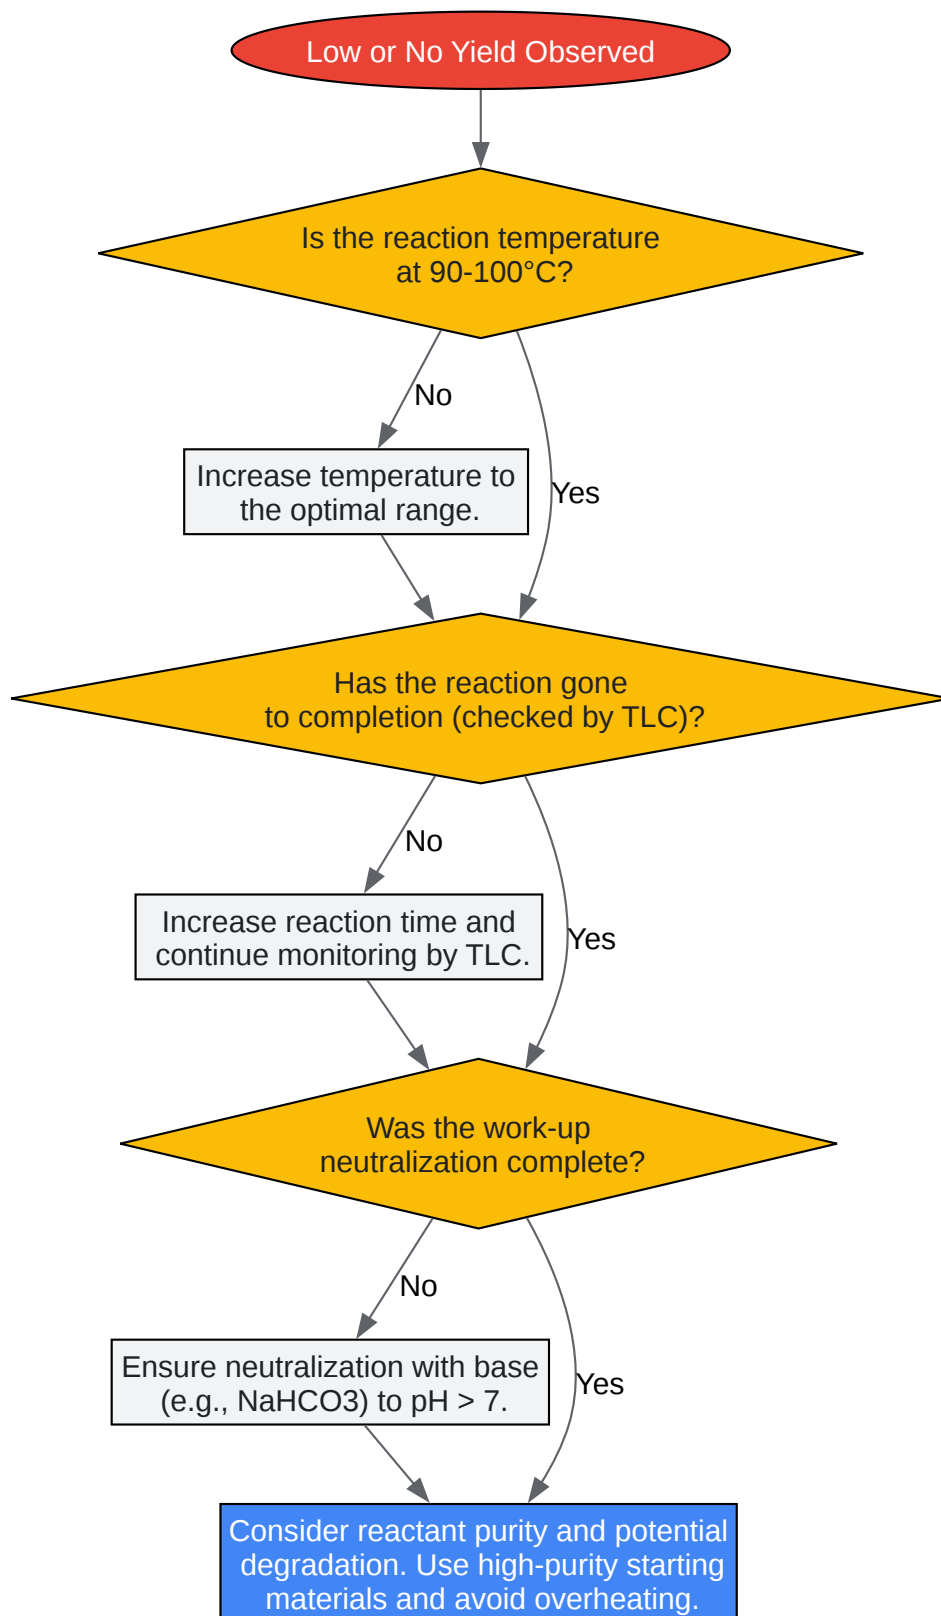 Low or No Yield Observed
Is the reaction temperature
at 90-100°C?
No
Increase temperature to
the optimal range.
Yes
Has the reaction gone
to completion (checked by TLC)?
No
Increase reaction time and
continue monitoring by TLC.
Yes
Was the work-up
neutralization complete?
No
Ensure neutralization with base
(e.g., NaHCO3) to pH > 7.
Yes
Consider reactant purity and potential
degradation. Use high-purity starting
materials and avoid overheating.